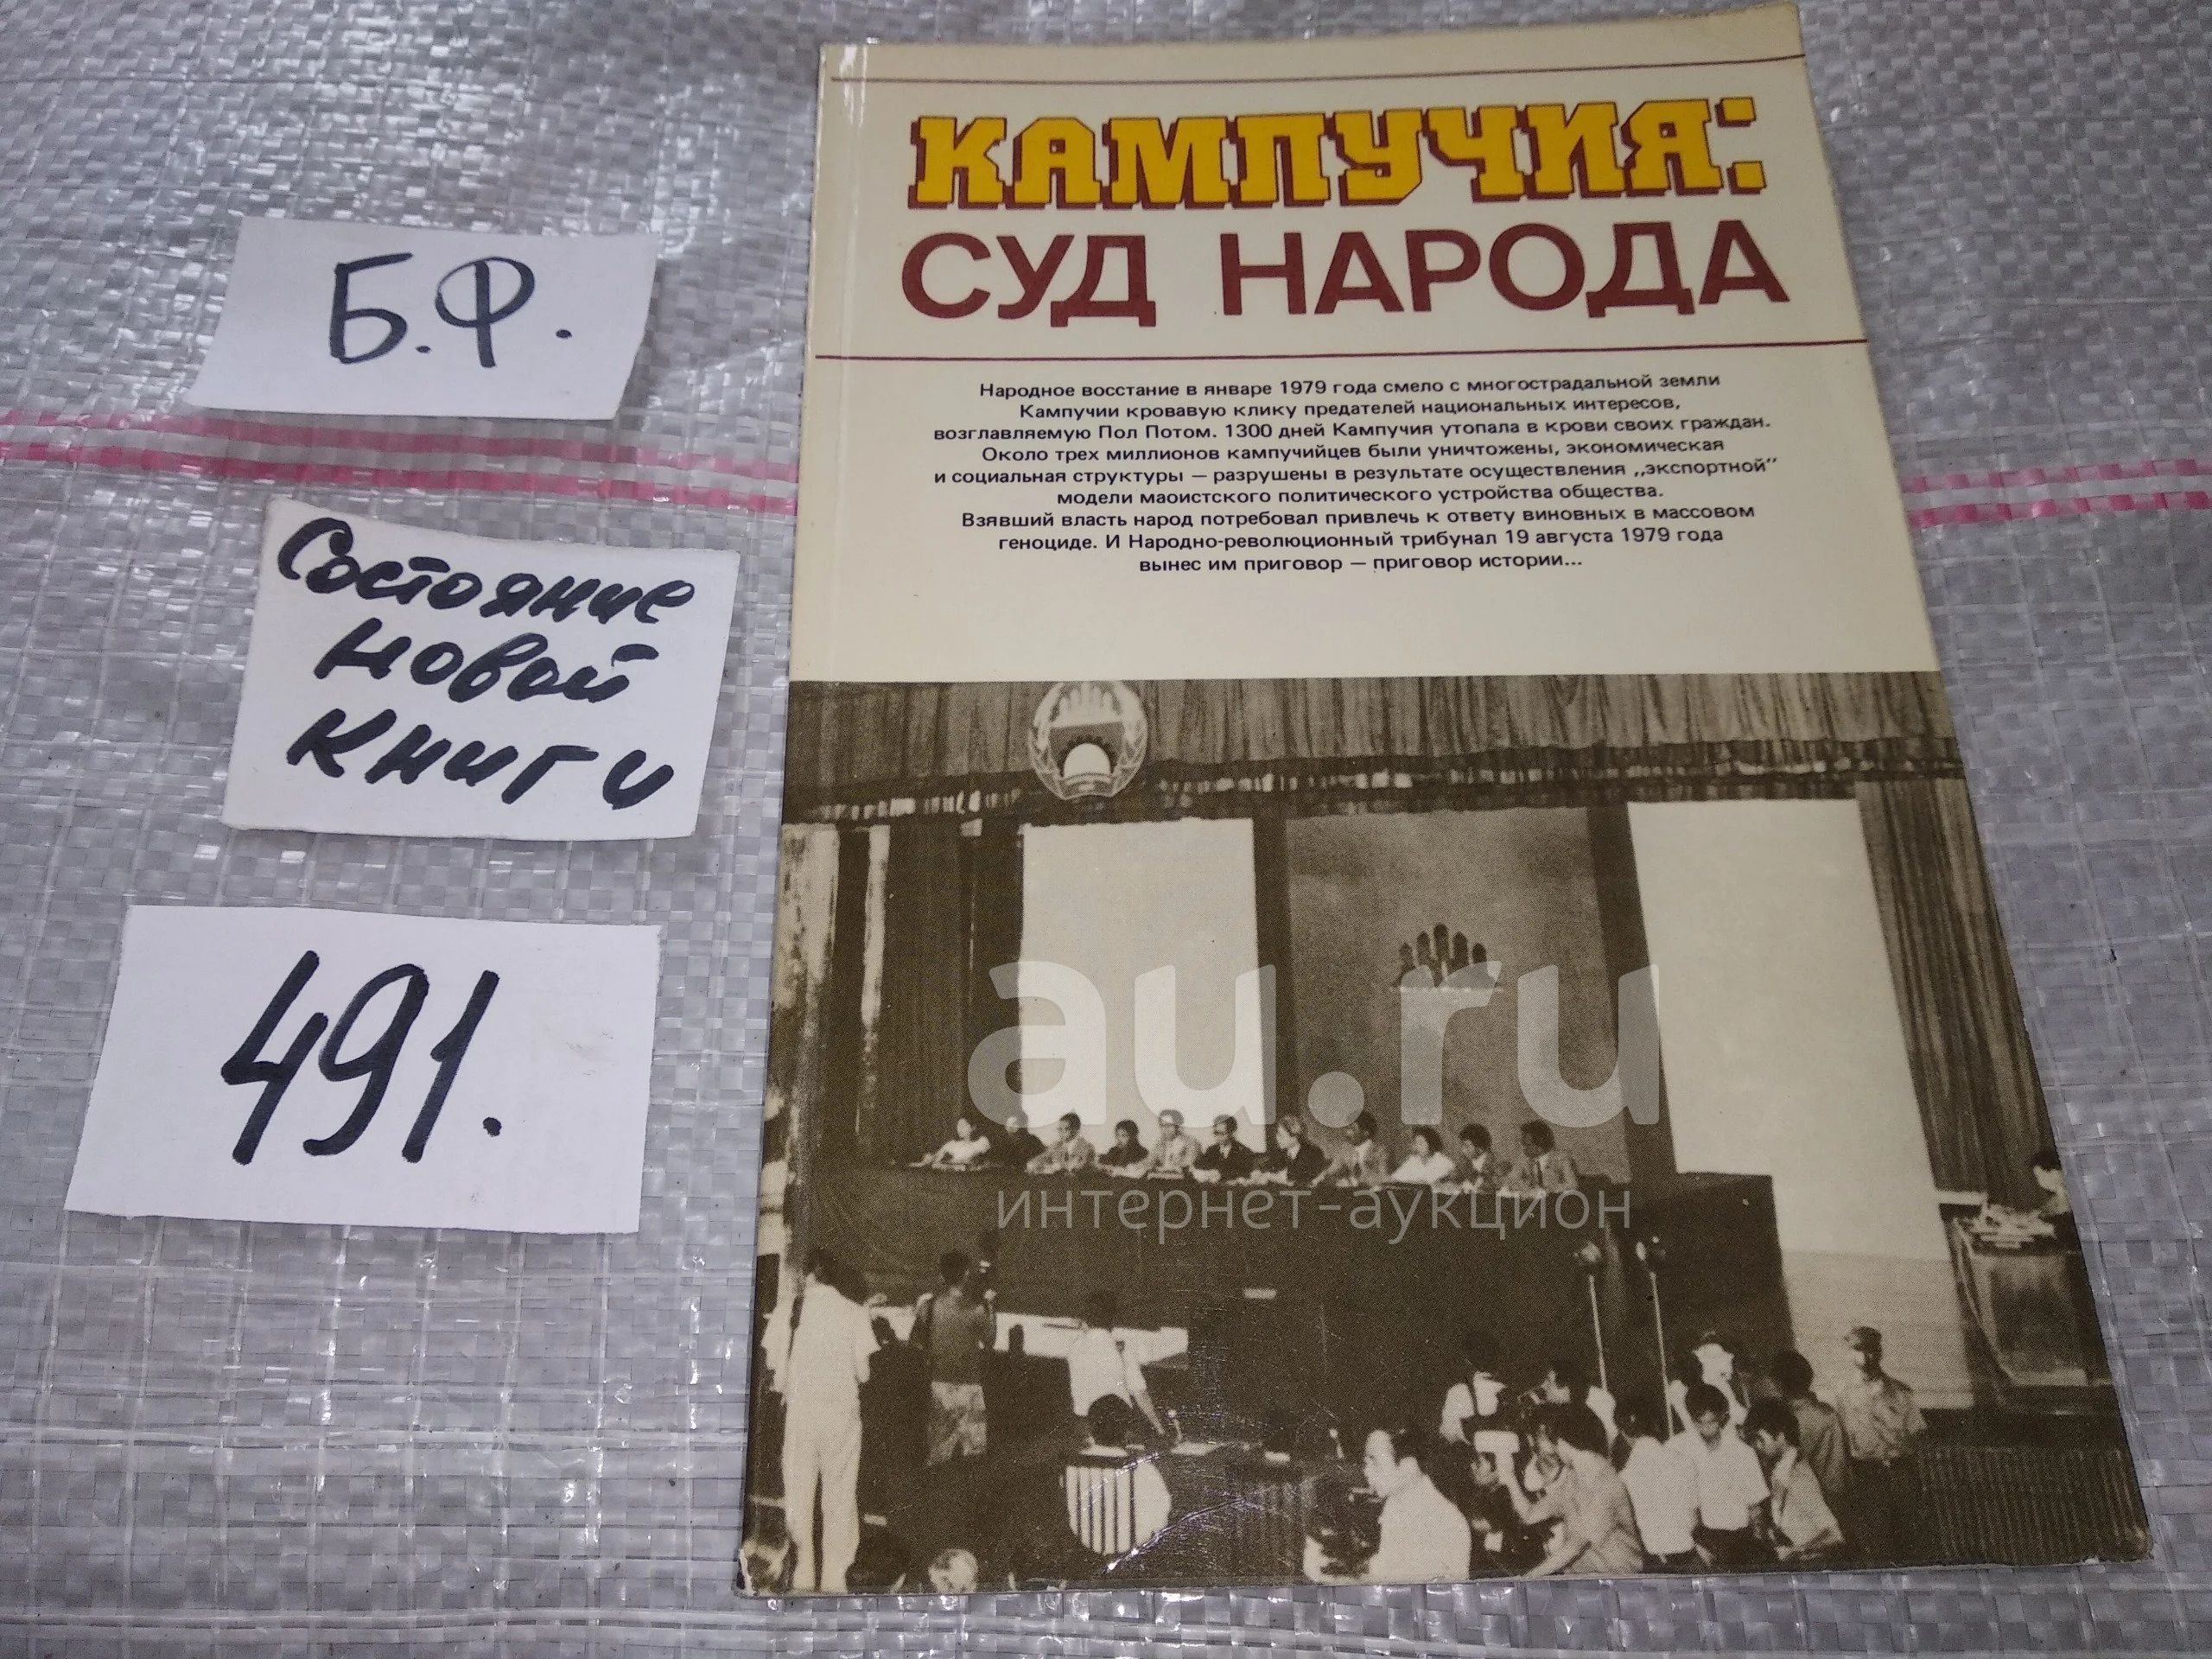 Б.Ф.
Состояние
новой
книги
491.
КАМПУЧИЯ:
СУД НАРОДА
Народное восстание в январе 1979 года смело с многострадальной земли
Кампучии кровавую клику предателей национальных интересов,
возглавляемую Пол Потом. 1300 дней Кампучия утопала в крови своих граждан.
Около трех миллионов кампучийцев были уничтожены, экономическая
и социальная структуры — разрушены в результате осуществления „экспортной”
модели маоистского политического устройства общества.
Взявший власть народ потребовал привлечь к ответу виновных в массовом
геноциде. И Народно-революционный трибунал 19 августа 1979 года
вынес им приговор — приговор истории...
au.ru
интернет-аукцион